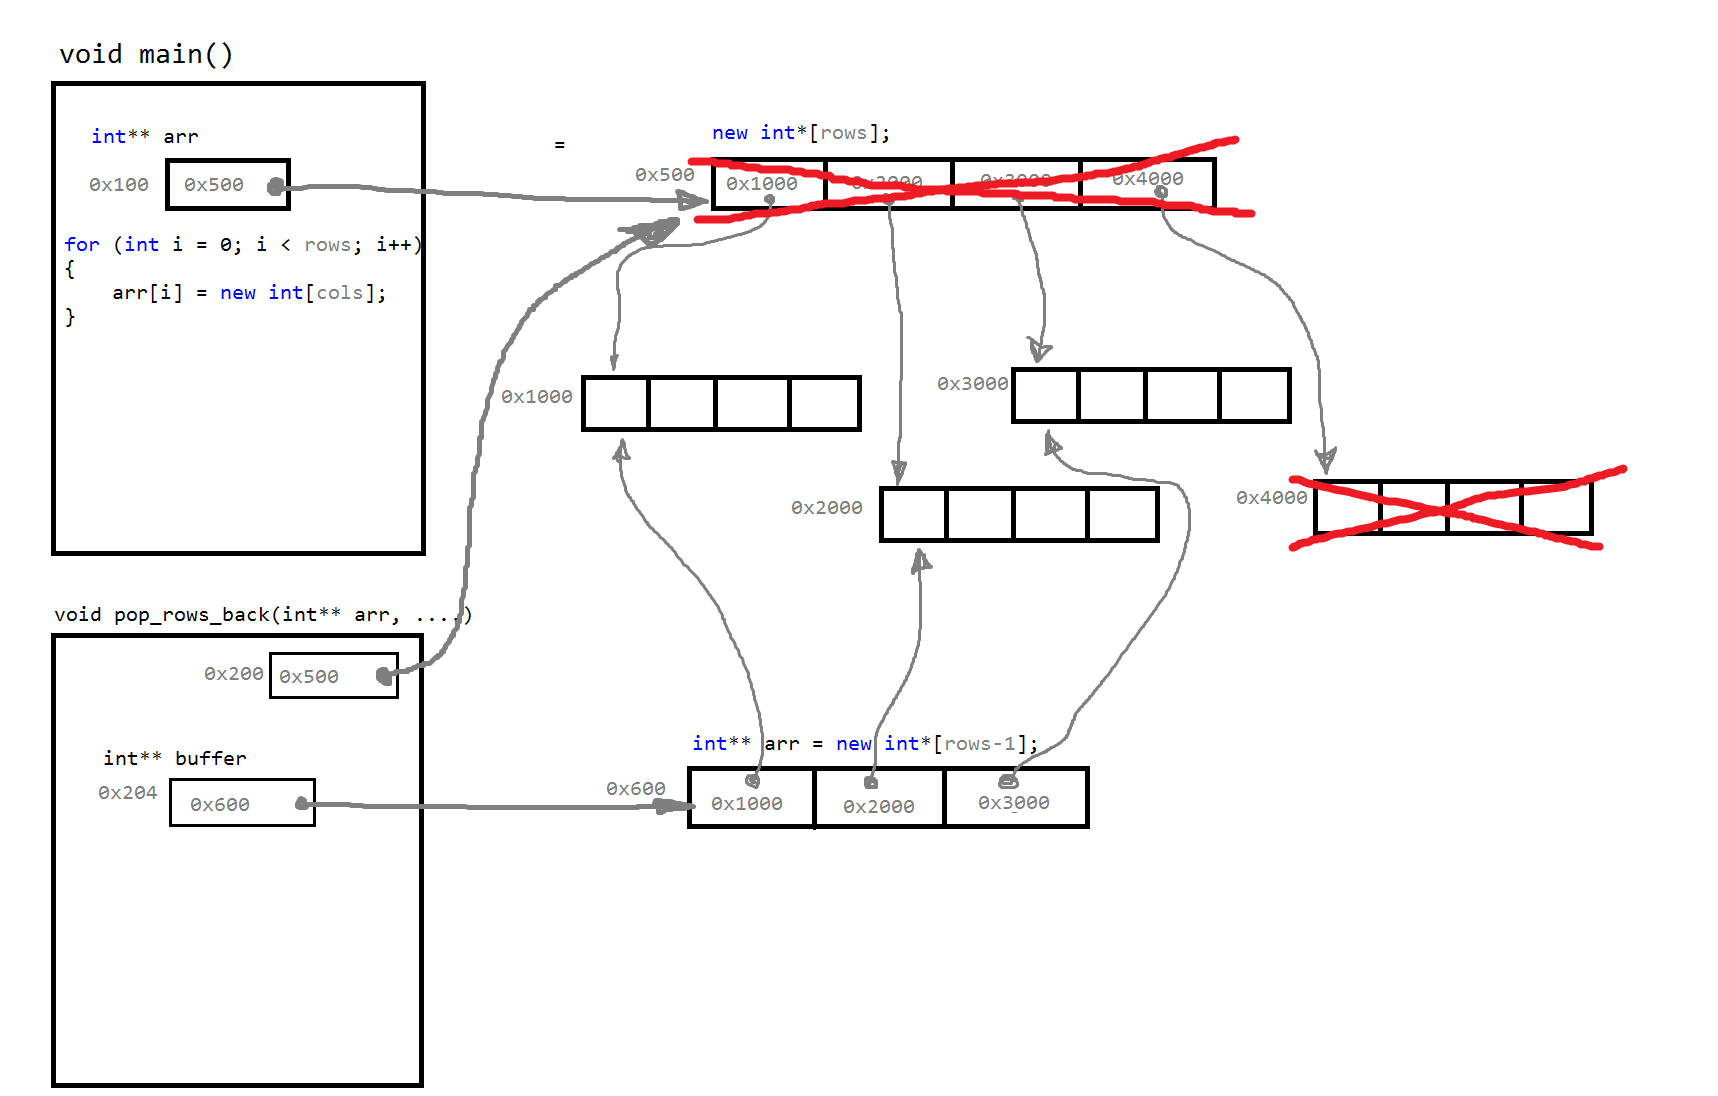 void main()
int** arr
=
new int*[rows];
0x100
0x500
0x500
0x1000
0x2000
0x3000
0x4000
for (int i = 0; i < rows; i++)
{
arr[i] = new int[cols];
}
0x1000
0x3000
0x2000
0x4000
void pop_rows_back(int** arr, ....)
0x200
0x500
int** buffer
0x204
0x600
int** arr = new int*[rows-1];
0x600
0x1000
0x2000
0x3000